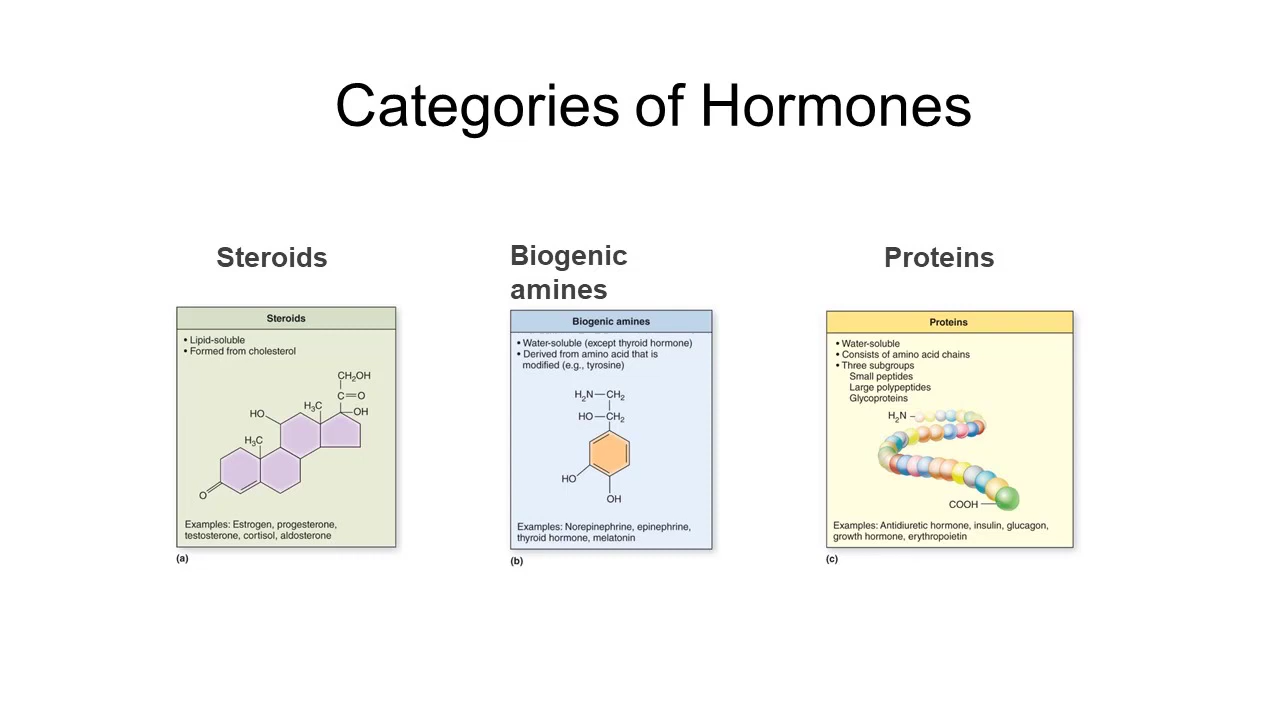 Categories of Hormones
Steroids
Biogenic
amines
Proteins
Steroids
• Lipid-soluble
• Formed from cholesterol
CH₂OH
C=O
H₃C
OH
HO
H₃C
O
Examples: Estrogen, progesterone,
testosterone, cortisol, aldosterone
(a)
Biogenic amines
• Water-soluble (except thyroid hormone)
• Derived from amino acid that is
modified (e.g., tyrosine)
H₂N—CH₂
HO—CH₂
HO
OH
Examples: Norepinephrine, epinephrine,
thyroid hormone, melatonin
(b)
Proteins
• Water-soluble
• Consists of amino acid chains
• Three subgroups
Small peptides
Large polypeptides
Glycoproteins
H₂N
COOH
Examples: Antidiuretic hormone, insulin, glucagon,
growth hormone, erythropoietin
(c)